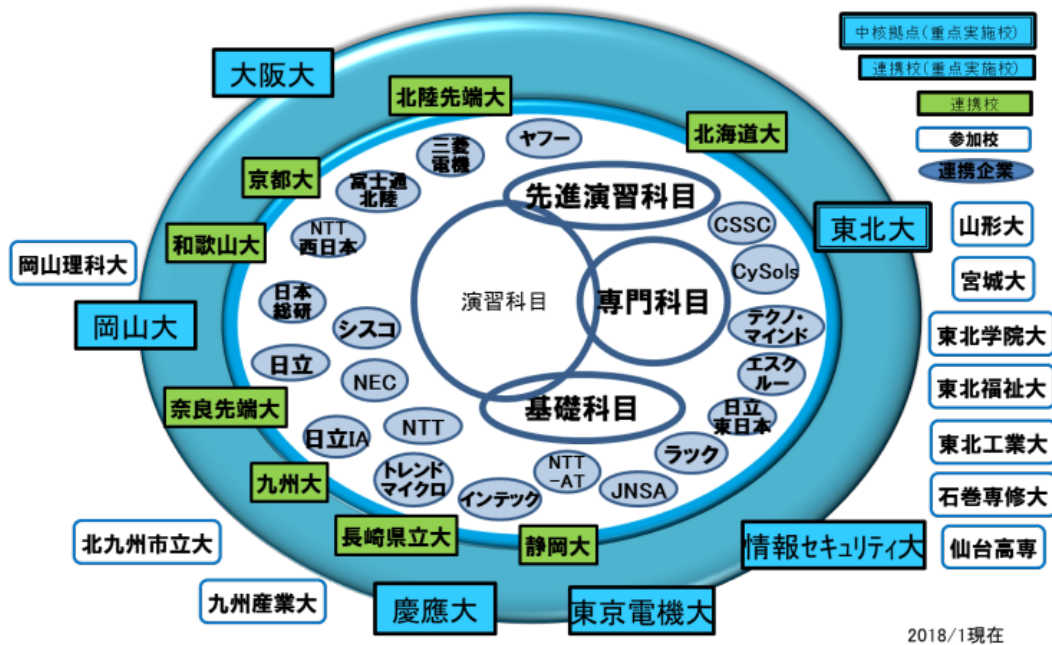 中核拠点(重点実施校)
連携校(重点実施校)
連携校
参加校
連携企業
大阪大
北陸先端大
北海道大
京都大
和歌山大
東北大
岡山理科大
岡山大
奈良先端大
九州大
長崎県立大
静岡大
北九州市立大
九州産業大
慶應大
東京電機大
情報セキュリティ大
ヤフー
三菱
電機
富士通
北陸
NTT
西日本
日本
総研
シスコ
日立
NEC
日立IA
NTT
トレンド
マイクロ
インテック
NTT
-AT
JNSA
ラック
日立
東日本
エスク
ルー
テクノ・
マインド
CySols
CSSC
先進演習科目
演習科目
専門科目
基礎科目
山形大
宮城大
東北学院大
東北福祉大
東北工業大
石巻専修大
仙台高専
2018/1現在